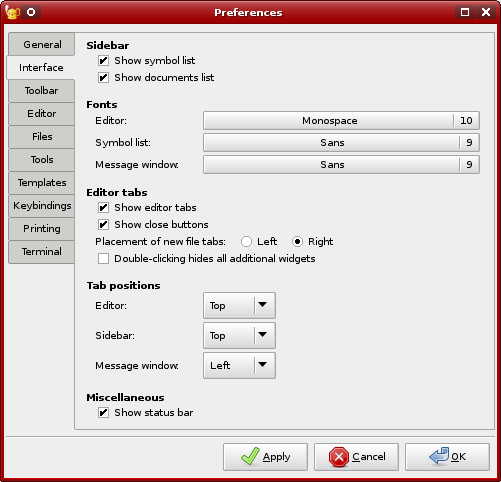 Preferences
General
Interface
Toolbar
Editor
Files
Tools
Templates
Keybindings
Printing
Terminal
Sidebar
Show symbol list
Show documents list
Fonts
Editor: Monospace 10
Symbol list: Sans 9
Message window: Sans 9
Editor tabs
Show editor tabs
Show close buttons
Placement of new file tabs: Left Right
Double-clicking hides all additional widgets
Tab positions
Editor: Top
Sidebar: Top
Message window: Left
Miscellaneous
Show status bar
Apply Cancel OK